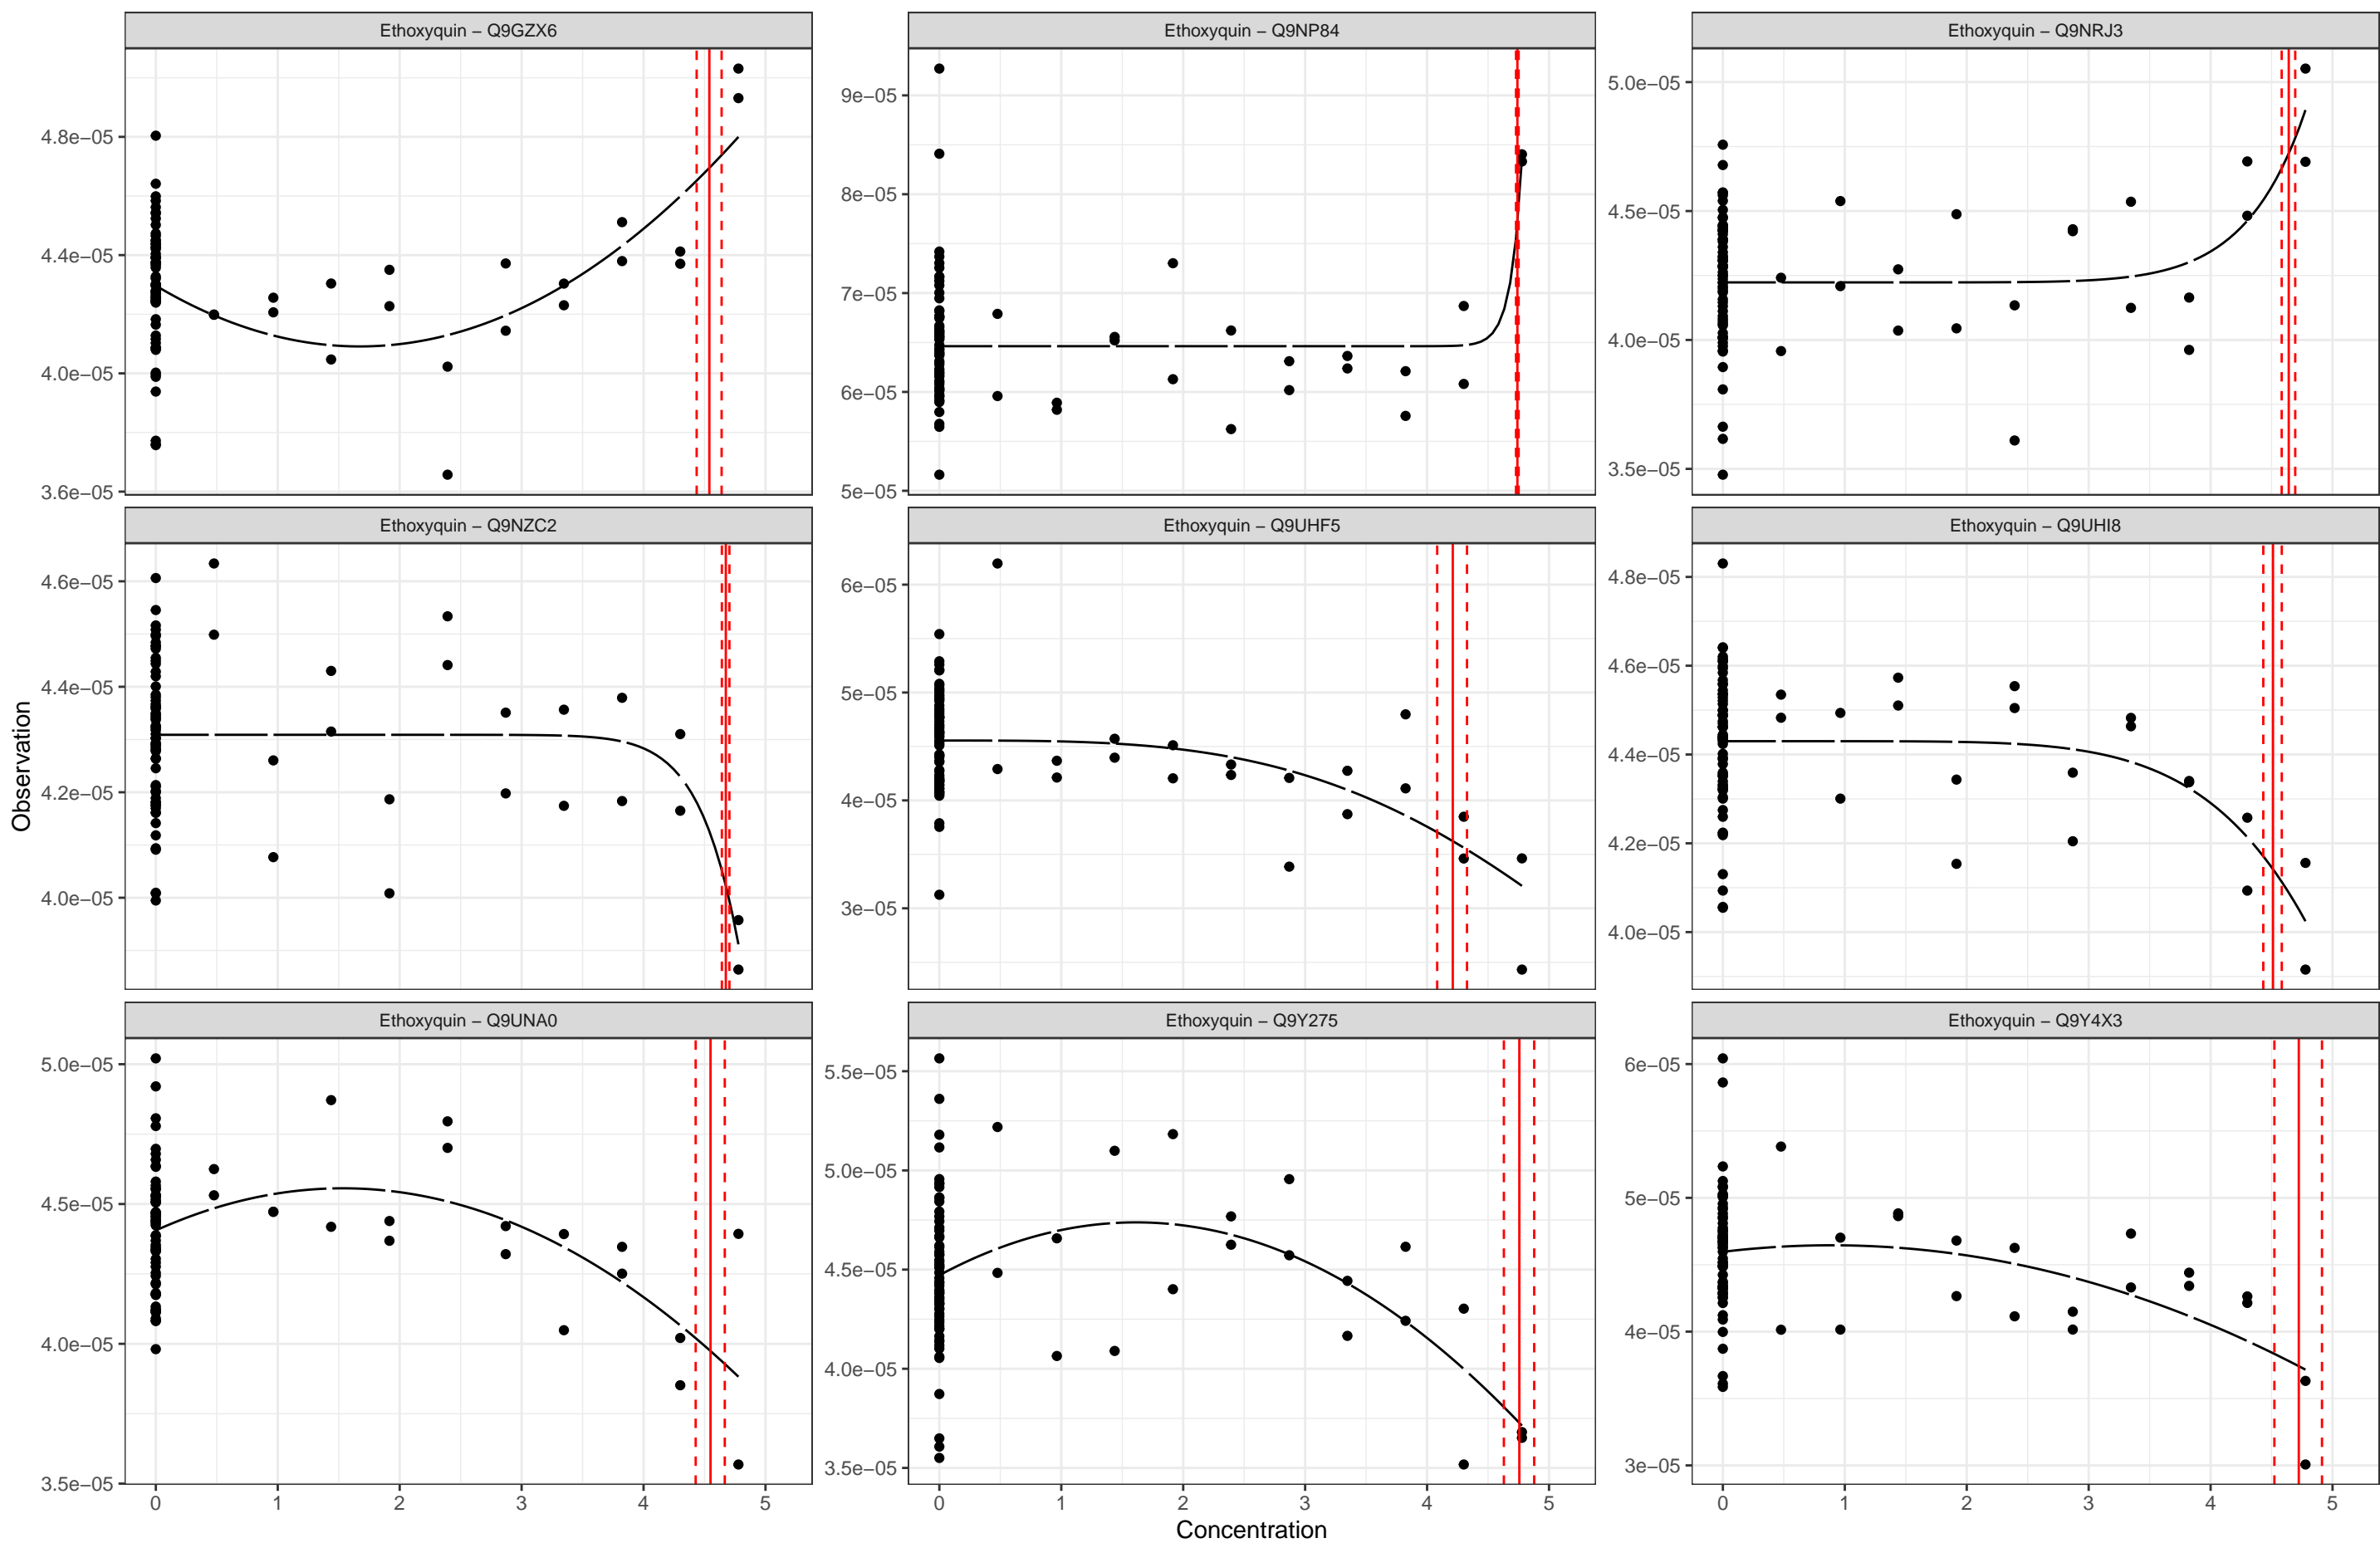 Ethoxyquin − Q9GZX6
Ethoxyquin − Q9NP84
Ethoxyquin − Q9NRJ3
4.8e−05
4.4e−05
4.0e−05
3.6e−05
9e−05
8e−05
7e−05
6e−05
5e−05
5.0e−05
4.5e−05
4.0e−05
3.5e−05
Ethoxyquin − Q9NZC2
Ethoxyquin − Q9UHF5
Ethoxyquin − Q9UHI8
4.6e−05
4.4e−05
4.2e−05
4.0e−05
6e−05
5e−05
4e−05
3e−05
4.8e−05
4.6e−05
4.4e−05
4.2e−05
4.0e−05
Observation
Ethoxyquin − Q9UNA0
Ethoxyquin − Q9Y275
Ethoxyquin − Q9Y4X3
5.0e−05
4.5e−05
4.0e−05
3.5e−05
5.5e−05
5.0e−05
4.5e−05
4.0e−05
3.5e−05
6e−05
5e−05
4e−05
3e−05
0 1 2 3 4 5
0 1 2 3 4 5
0 1 2 3 4 5
Concentration